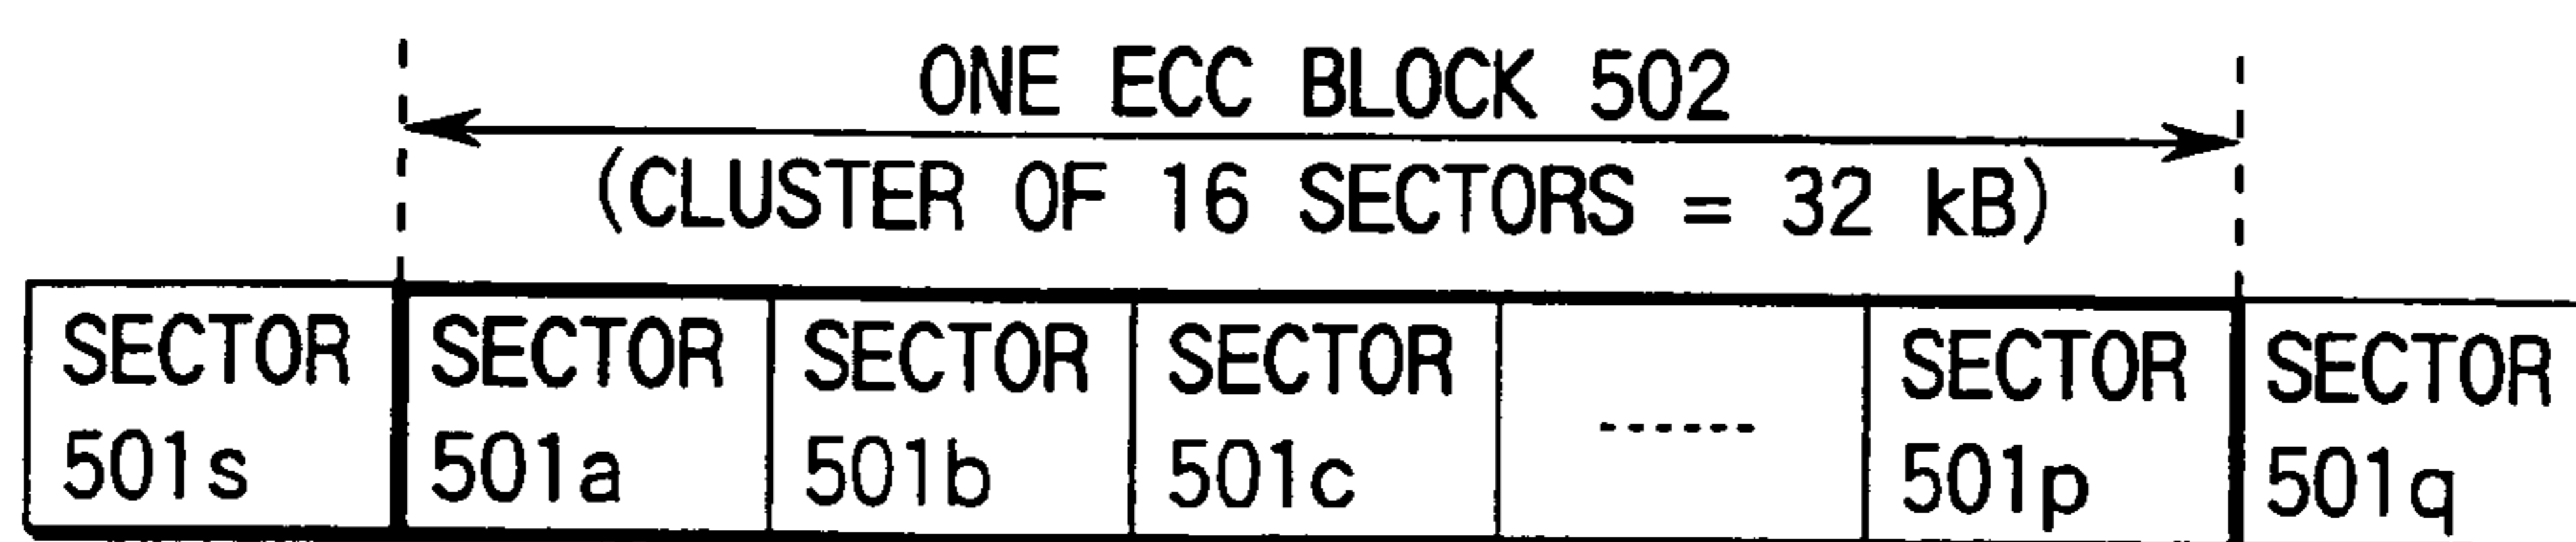 ONE ECC BLOCK 502
(CLUSTER OF 16 SECTORS = 32 kB)
SECTOR SECTOR SECTOR SECTOR SECTOR SECTOR
501s 501a 501b 501c ------ 501p 501q